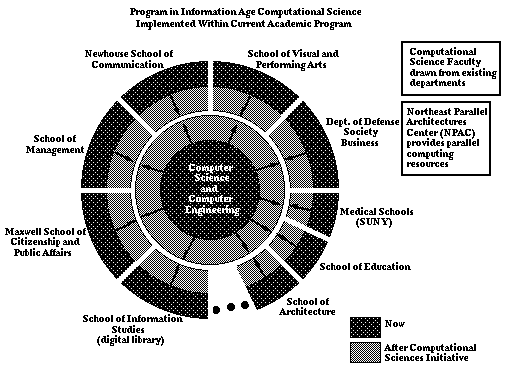 Program in Information Age Computational Science
Implemented Within Current Academic Program
Newhouse School of
Communication
School of Visual and
Performing Arts
Computational
Science Faculty
drawn from existing
departments
School of
Management
Dept. of Defense
Society
Business
Northeast Parallel
Architectures
Center (NPAC)
provides parallel
computing
resources
Computer
Science
and
Computer
Engineering
Maxwell School of
Citizenship and
Public Affairs
Medical Schools
(SUNY)
School of Education
School of
Architecture
School of Information
Studies
(digital library)
Now
After Computational
Sciences Initiative